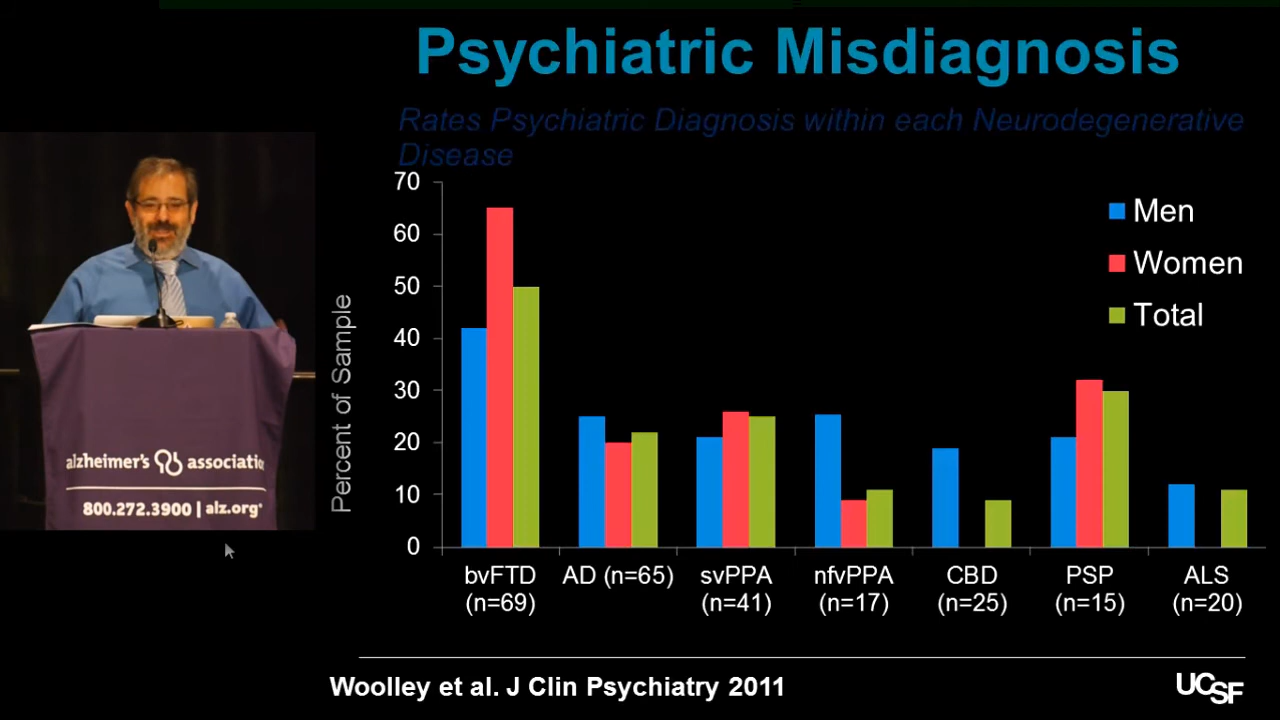 Psychiatric Misdiagnosis
Rates Psychiatric Diagnosis within each Neurodegenerative
Disease
70
60
50
40
30
20
10
0
Percent of Sample
Men
Women
Total
bvFTD
(n=69)
AD (n=65)
svPPA
(n=41)
nfvPPA
(n=17)
CBD
(n=25)
PSP
(n=15)
ALS
(n=20)
alzheimer's associatio
800.272.3900 | alz.org®
Woolley et al. J Clin Psychiatry 2011
UCSF